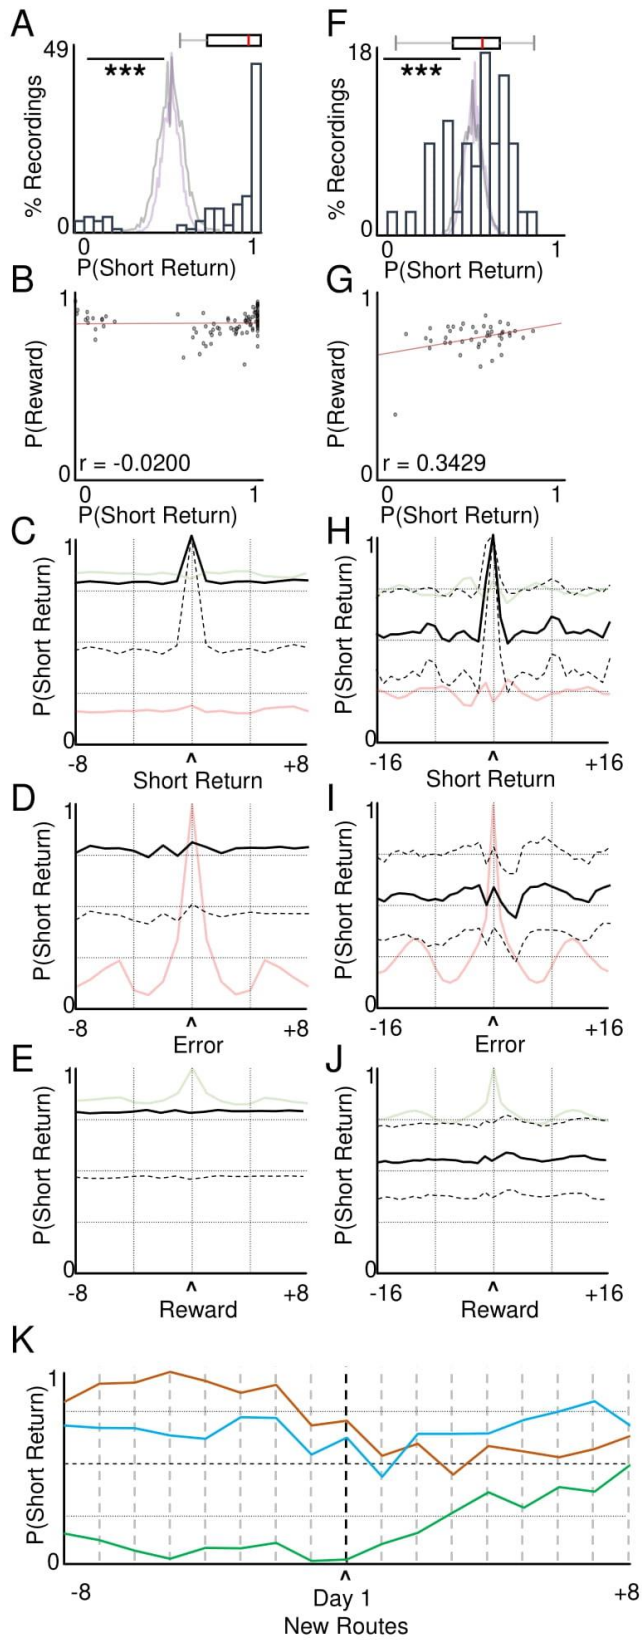 A
49
***
% Recordings
0
0 1
P(Short Return)
F
18
***
% Recordings
0
0 1
P(Short Return)
B
1
P(Reward)
r = -0.0200
0
0 1
P(Short Return)
G
1
P(Reward)
r = 0.3429
0
0 1
P(Short Return)
C
1
P(Short Return)
0
-8 ^ +8
Short Return
H
1
P(Short Return)
0
-16 ^ +16
Short Return
D
1
P(Short Return)
0
-8 ^ +8
Error
I
1
P(Short Return)
0
-16 ^ +16
Error
E
1
P(Short Return)
0
-8 ^ +8
Reward
J
1
P(Short Return)
0
-16 ^ +16
Reward
K
1
P(Short Return)
0
-8 ^ +8
Day 1
New Routes